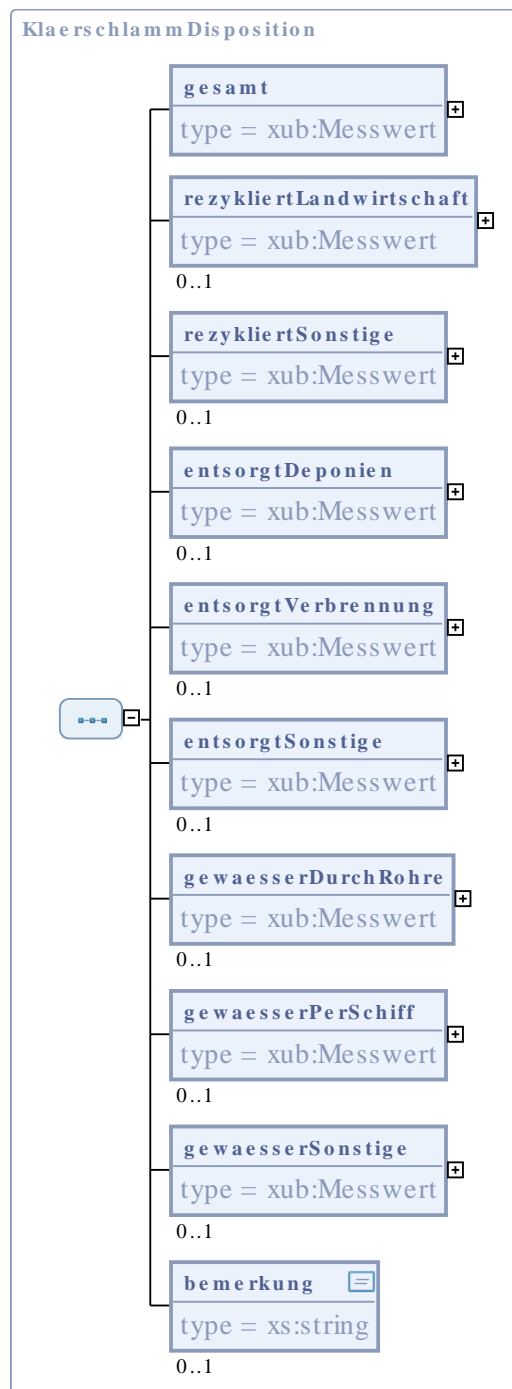 KlaerschlammDisposition
gesamt
type = xub:Messwert
rezykliertLandwirtschaft
type = xub:Messwert
0..1
rezykliertSonstige
type = xub:Messwert
0..1
entsorgtDeponien
type = xub:Messwert
0..1
entsorgtVerbrennung
type = xub:Messwert
0..1
entsorgtSonstige
type = xub:Messwert
0..1
gewaesserDurchRohre
type = xub:Messwert
0..1
gewaesserPerSchiff
type = xub:Messwert
0..1
gewaesserSonstige
type = xub:Messwert
0..1
bemerkung
type = xs:string
0..1